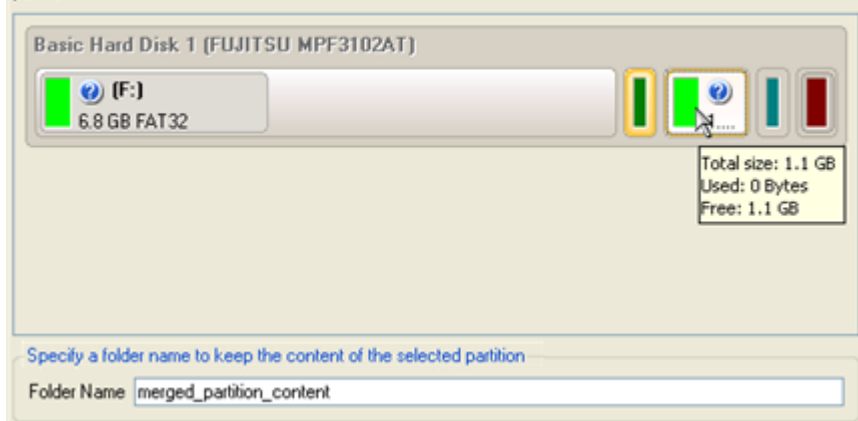 Basic Hard Disk 1 (FUJITSU MPF3102AT)
(F:)
6.8 GB FAT32
1....
Total size: 1.1 GB
Used: 0 Bytes
Free: 1.1 GB
Specify a folder name to keep the content of the selected partition
Folder Name merged_partition_content